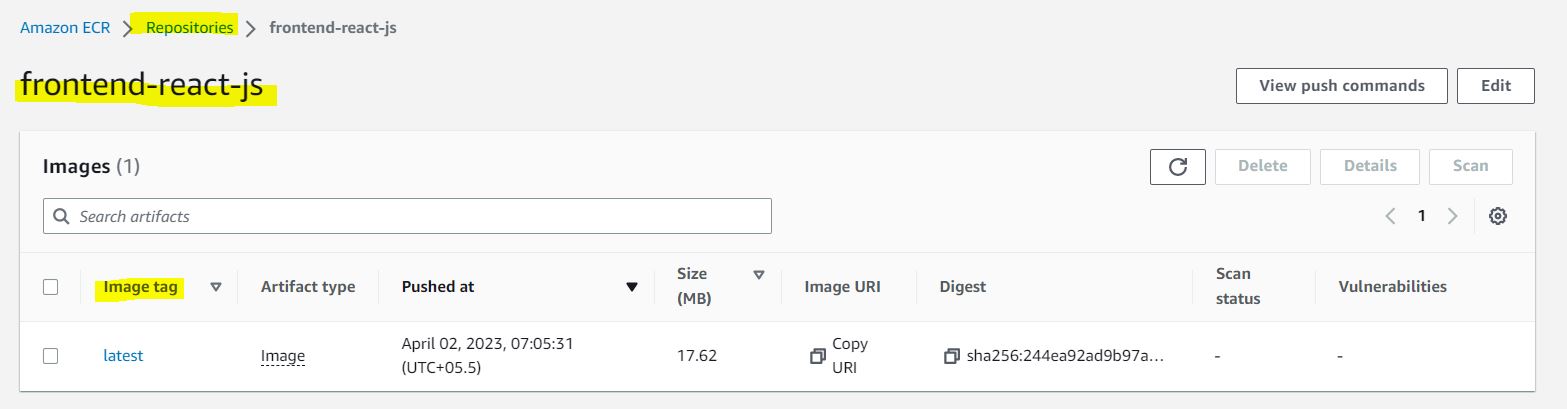 Amazon ECR > Repositories > frontend-react-js
frontend-react-js
View push commands
Edit
Images (1)
Delete
Details
Scan
Search artifacts
1
Image tag
Artifact type
Pushed at
Size
(MB)
Image URI
Digest
Scan
status
Vulnerabilities
latest
Image
April 02, 2023, 07:05:31
(UTC+05.5)
17.62
Copy
URI
sha256:244ea92ad9b97a...
-
-